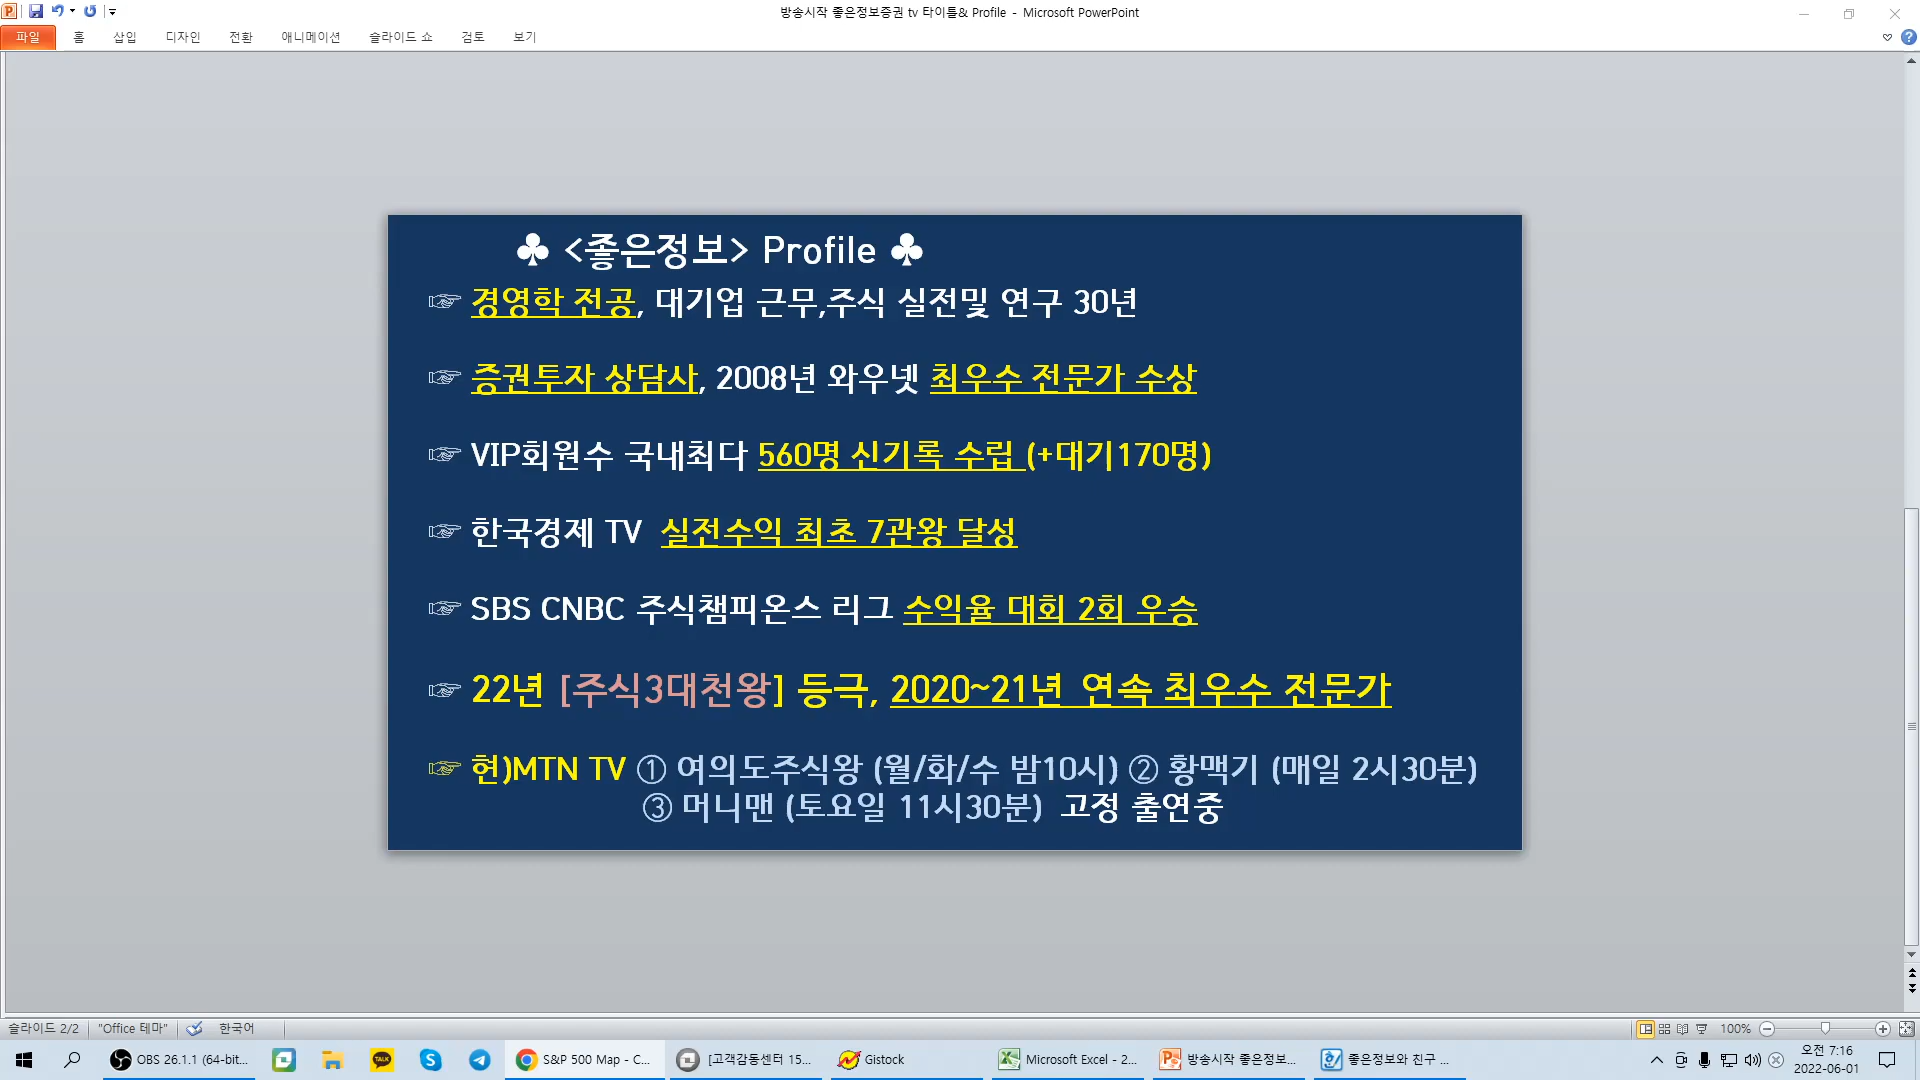 방송시작 좋은정보증권 tv 타이틀& Profile - Microsoft PowerPoint
파일 홈 삽입 디자인 전환 애니메이션 슬라이드 쇼 검토 보기
♣ <좋은정보> Profile ♣
☞ 경영학 전공, 대기업 근무,주식 실전및 연구 30년
☞ 증권투자 상담사, 2008년 와우넷 최우수 전문가 수상
☞ VIP회원수 국내최다 560명 신기록 수립 (+대기170명)
☞ 한국경제 TV 실전수익 최초 7관왕 달성
☞ SBS CNBC 주식챔피온스 리그 수익율 대회 2회 우승
☞ 22년 [주식3대천왕] 등극, 2020~21년 연속 최우수 전문가
☞ 현)MTN TV ① 여의도주식왕 (월/화/수 밤10시) ② 황맥기 (매일 2시30분)
③ 머니맨 (토요일 11시30분) 고정 출연중
슬라이드 2/2 "Office 테마" 한국어 100%
OBS 26.1.1 (64-bit... TALK S&P 500 Map - C... [고객감동센터 15... Gistock Microsoft Excel - 2... 방송시작 좋은정보... 좋은정보와 친구 ... 오전 7:16
2022-06-01